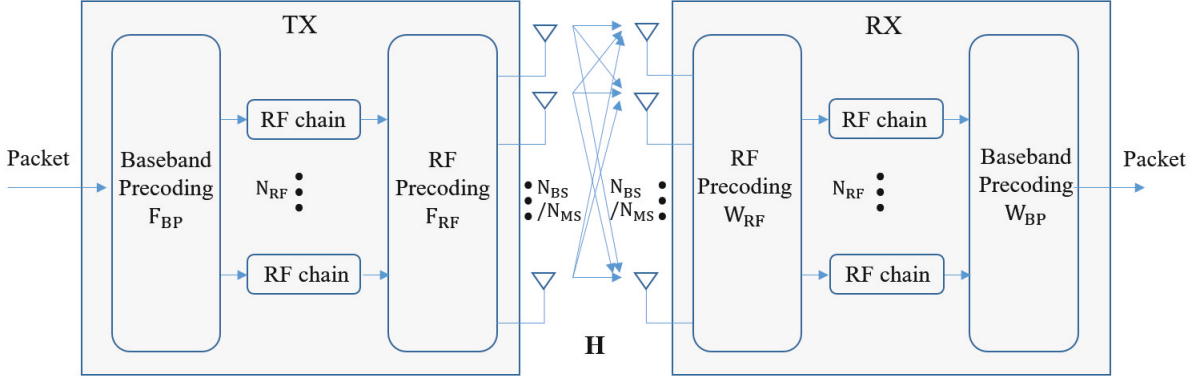 TX
RX
Packet
Baseband
Precoding
F_BP
RF chain
N_RF
RF chain
RF
Precoding
F_RF
N_BS
/N_MS
H
N_BS
/N_MS
RF
Precoding
W_RF
RF chain
N_RF
RF chain
Baseband
Precoding
W_BP
Packet